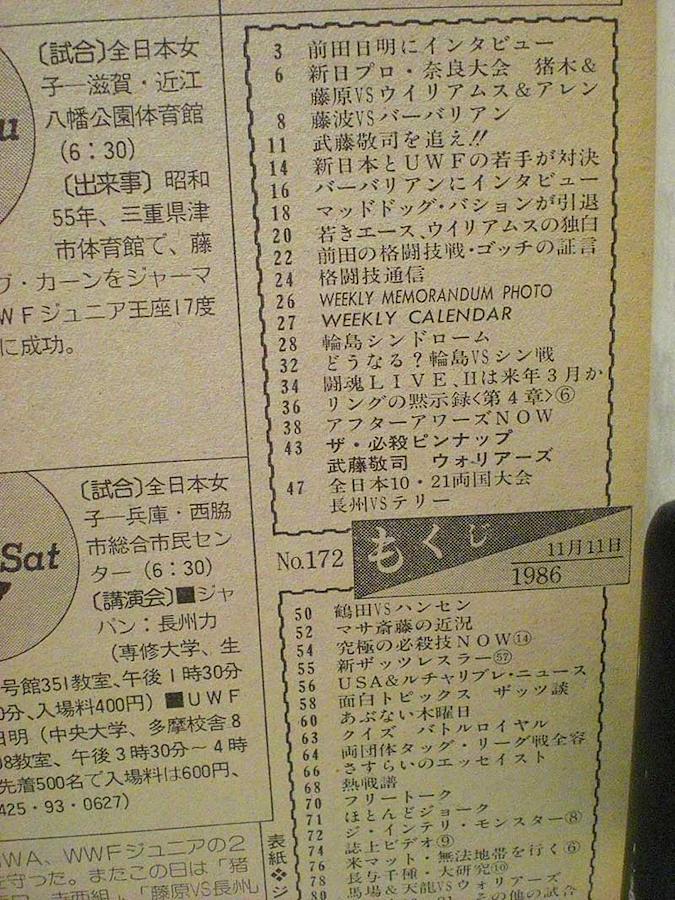 〔試合〕全日本女
子―滋賀・近江
八幡公園体育館
(6:30)
〔出来事〕昭和
55年、三重県津
市体育館で、藤
ブ・カーンをジャーマ
WFジュニア王座17度
に成功。
Sat
〔試合〕全日本女
子―兵庫・西脇
市総合市民セン
ター(6:30)
〔講演会〕■ジャ
パン:長州力
(専修大学、生
号館351教室、午後1時30分
0分、入場料400円)■UWF
日明(中央大学、多摩校舎8
08教室、午後3時30分～4時
先着500名で入場料は600円、
425・93・0627)
NWA、WWFジュニアの2
を守った。またこの日は「猪
「藤原VS長州」
3 前田日明にインタビュー
6 新日プロ・奈良大会 猪木&
藤原VSウイリアムス&アレン
8 藤波VSバーバリアン
11 武藤敬司を追え!!
14 新日本とUWFの若手が対決
16 バーバリアンにインタビュー
18 マッドドッグ・バションが引退
20 若きエース、ウイリアムスの独白
22 前田の格闘技戦・ゴッチの証言
24 格闘技通信
26 WEEKLY MEMORANDUM PHOTO
27 WEEKLY CALENDAR
28 輪島シンドローム
32 どうなる?輪島VSシン戦
34 闘魂LIVE、IIは来年3月か
36 リングの黙示録<第4章>⑥
38 アフターアワーズNOW
43 ザ・必殺ピンナップ
武藤敬司 ウォリアーズ
47 全日本10・21両国大会
長州VSテリー
No.172 もくじ 11月11日
1986
50 鶴田VSハンセン
52 マサ斎藤の近況
54 究極の必殺技NOW⑭
55 新ザッツレスラー㊼
56 USA&ルチャリブレ・ニュース
58 面白トピックス ザッツ談
60 あぶない木曜日
63 クイズ バトルロイヤル
64 両団体タッグ・リーグ戦全容
66 さすらいのエッセイスト
68 熱戦譜
70 フリートーク
71 ほとんどジョーク
72 ジ・インテリ・モンスター⑧
74 誌上ビデオ⑨
76 米マット・無法地帯を行く⑥
78 長与千種・大研究⑩
80 馬場&天龍VSウォリアーズ
その他の試合
表紙❖ジ